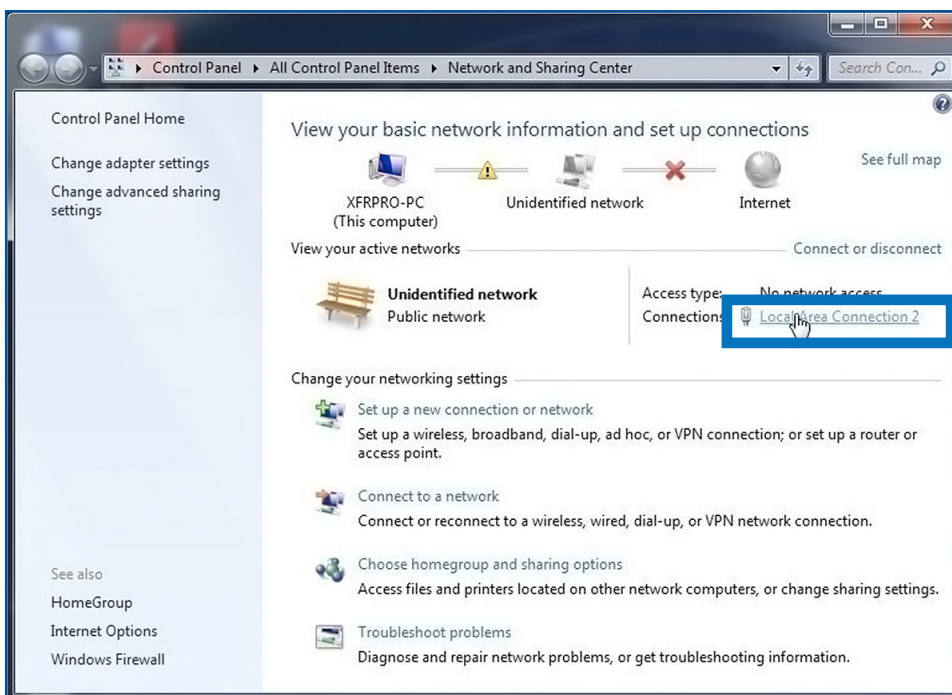 Control Panel All Control Panel Items Network and Sharing Center Search Con...
Control Panel Home
Change adapter settings
Change advanced sharing
settings
View your basic network information and set up connections
See full map
XFRPRO-PC
(This computer)
Unidentified network
Internet
View your active networks
Connect or disconnect
Unidentified network
Public network
Access type: No network access
Connections Local Area Connection 2
Change your networking settings
Set up a new connection or network
Set up a wireless, broadband, dial-up, ad hoc, or VPN connection; or set up a router or
access point.
Connect to a network
Connect or reconnect to a wireless, wired, dial-up, or VPN network connection.
Choose homegroup and sharing options
Access files and printers located on other network computers, or change sharing settings.
Troubleshoot problems
Diagnose and repair network problems, or get troubleshooting information.
See also
HomeGroup
Internet Options
Windows Firewall